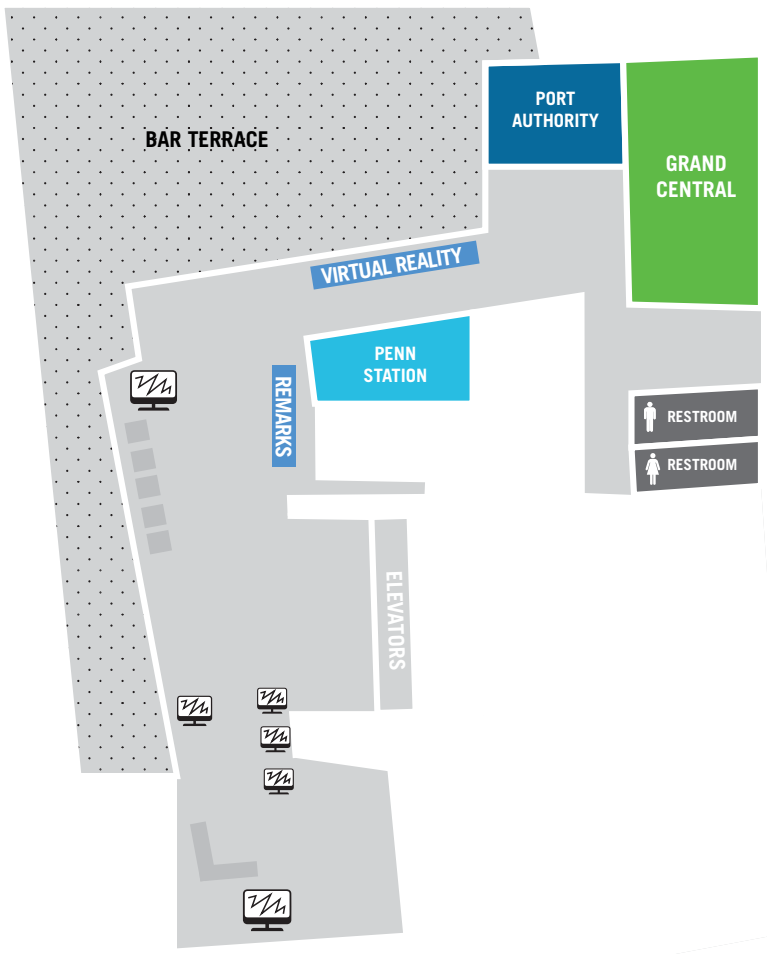 PORT
AUTHORITY
BAR TERRACE
GRAND
CENTRAL
VIRTUAL REALITY
PENN
STATION
REMARKS
RESTROOM
RESTROOM
ELEVATORS